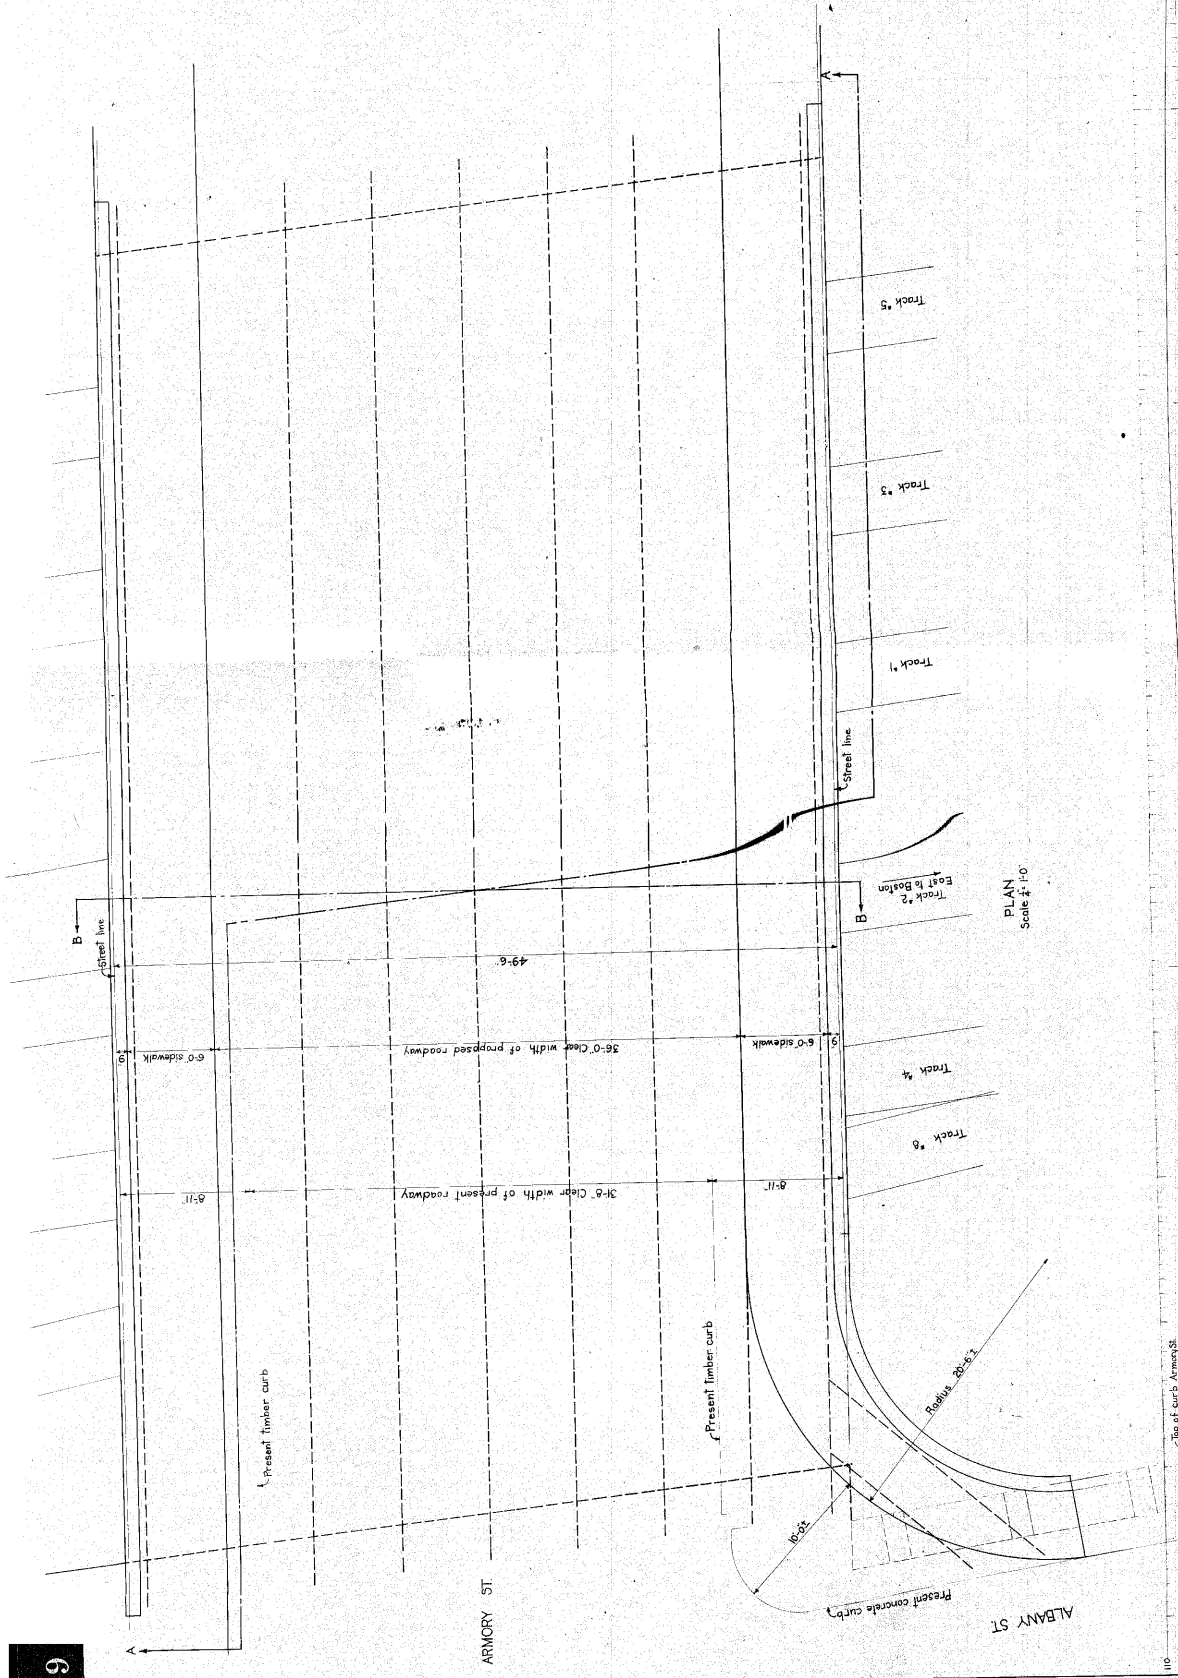 A
Track #5
Track #3
Track #1
Street line
B
Street line
Track #2
East to Boston
B
PLAN
Scale ¼"=1'-0"
49'-6"
9"
6'-0" sidewalk
36'-0" Clear width of proposed roadway
6'-0" sidewalk
9"
Track #4
Track #8
8'-11"
31'-8" Clear width of present roadway
8'-11"
Present timber curb
Present timber curb
Radius 20'-6"±
10'-0"±
Present concrete curb
ARMORY ST.
ALBANY ST.
A
Top of curb Armory St.
110
9